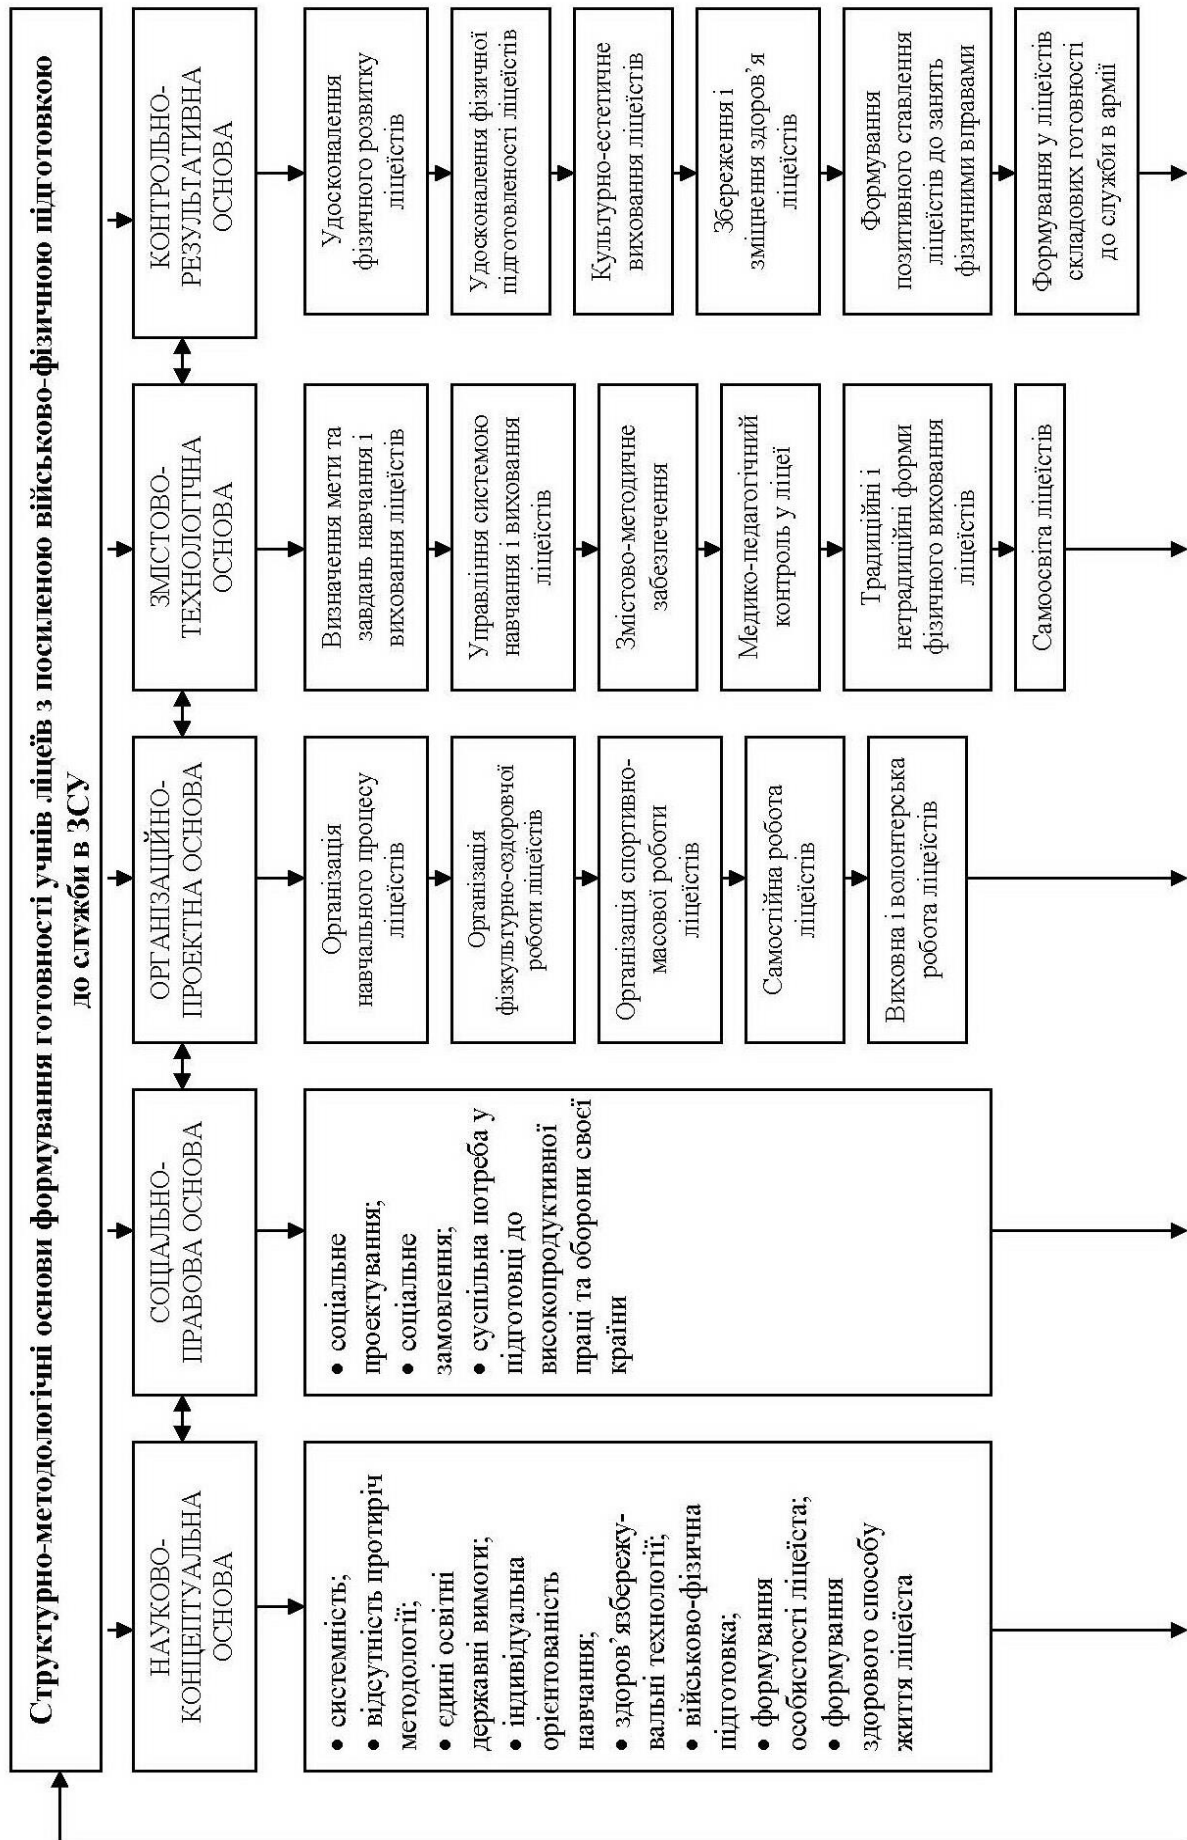 Структурно-методологічні основи формування готовності учнів ліцеїв з посиленою військово-фізичною підготовкою
до служби в ЗСУ
НАУКОВО-
КОНЦЕПТУАЛЬНА
ОСНОВА
• системність;
• відсутність протиріч
методології;
• єдині освітні
державні вимоги;
• індивідуальна
орієнтованість
навчання;
• здоров'язбережу-
вальні технології;
• військово-фізична
підготовка;
• формування
особистості ліцеїста;
• формування
здорового способу
життя ліцеїста
СОЦІАЛЬНО-
ПРАВОВА ОСНОВА
• соціальне
проектування;
• соціальне
замовлення;
• суспільна потреба у
підготовці до
високопродуктивної
праці та оборони своєї
країни
ОРГАНІЗАЦІЙНО-
ПРОЕКТНА ОСНОВА
Організація
навчального процесу
ліцеїстів
Організація
фізкультурно-оздоровчої
роботи ліцеїстів
Організація спортивно-
масової роботи
ліцеїстів
Самостійна робота
ліцеїстів
Виховна і волонтерська
робота ліцеїстів
ЗМІСТОВО-
ТЕХНОЛОГІЧНА
ОСНОВА
Визначення мети та
завдань навчання і
виховання ліцеїстів
Управління системою
навчання і виховання
ліцеїстів
Змістово-методичне
забезпечення
Медико-педагогічний
контроль у ліцеї
Традиційні і
нетрадиційні форми
фізичного виховання
ліцеїстів
Самоосвіта ліцеїстів
КОНТРОЛЬНО-
РЕЗУЛЬТАТИВНА
ОСНОВА
Удосконалення
фізичного розвитку
ліцеїстів
Удосконалення фізичної
підготовленості ліцеїстів
Культурно-естетичне
виховання ліцеїстів
Збереження і
зміцнення здоров'я
ліцеїстів
Формування
позитивного ставлення
ліцеїстів до занять
фізичними вправами
Формування у ліцеїстів
складових готовності
до служби в армії